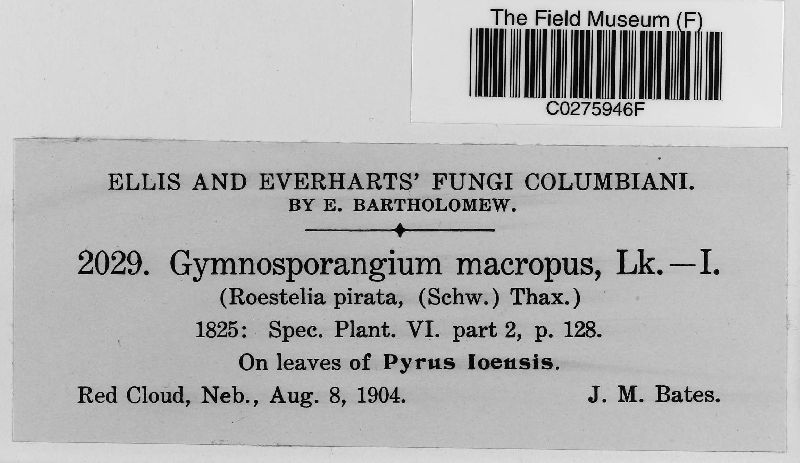 The Field Museum (F)
C0275946F
ELLIS AND EVERHARTS' FUNGI COLUMBIANI.
BY E. BARTHOLOMEW.
2029. Gymnosporangium macropus, Lk.—I.
(Roestelia pirata, (Schw.) Thax.)
1825: Spec. Plant. VI. part 2, p. 128.
On leaves of Pyrus Ioensis.
Red Cloud, Neb., Aug. 8, 1904. J. M. Bates.